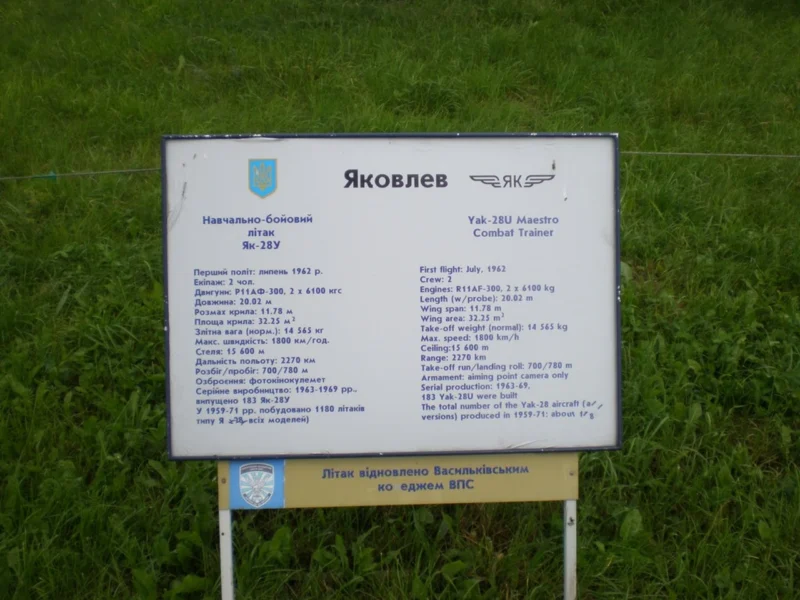 Яковлев
ЯК
Навчально-бойовий
літак
Як-28У
Перший політ: липень 1962 р.
Екіпаж: 2 чол.
Двигуни: Р11АФ-300, 2 х 6100 кгс
Довжина: 20.02 м
Розмах крила: 11.78 м
Площа крила: 32.25 м²
Злітна вага (норм.): 14 565 кг
Макс. швидкість: 1800 км/год.
Стеля: 15 600 м
Дальність польоту: 2270 км
Розбіг/пробіг: 700/780 м
Озброєння: фотокінокулемет
Серійне виробництво: 1963-1969 рр.,
випущено 183 Як-28У
У 1959-71 рр. побудовано 1180 літаків
типу всіх моделей)
Yak-28U Maestro
Combat Trainer
First flight: July, 1962
Crew: 2
Engines: R11AF-300, 2 x 6100 kg
Length (w/probe): 20.02 m
Wing span: 11.78 m
Wing area: 32.25 m²
Take-off weight (normal): 14 565 kg
Max. speed: 1800 km/h
Ceiling:15 600 m
Range: 2270 km
Take-off run/landing roll: 700/780 m
Armament: aiming point camera only
Serial production: 1963-69.
183 Yak-28U were built
The total number of the Yak-28 aircraft
versions) produced in 1959-71: about
Літак відновлено Васильківським
ко еджем ВПС